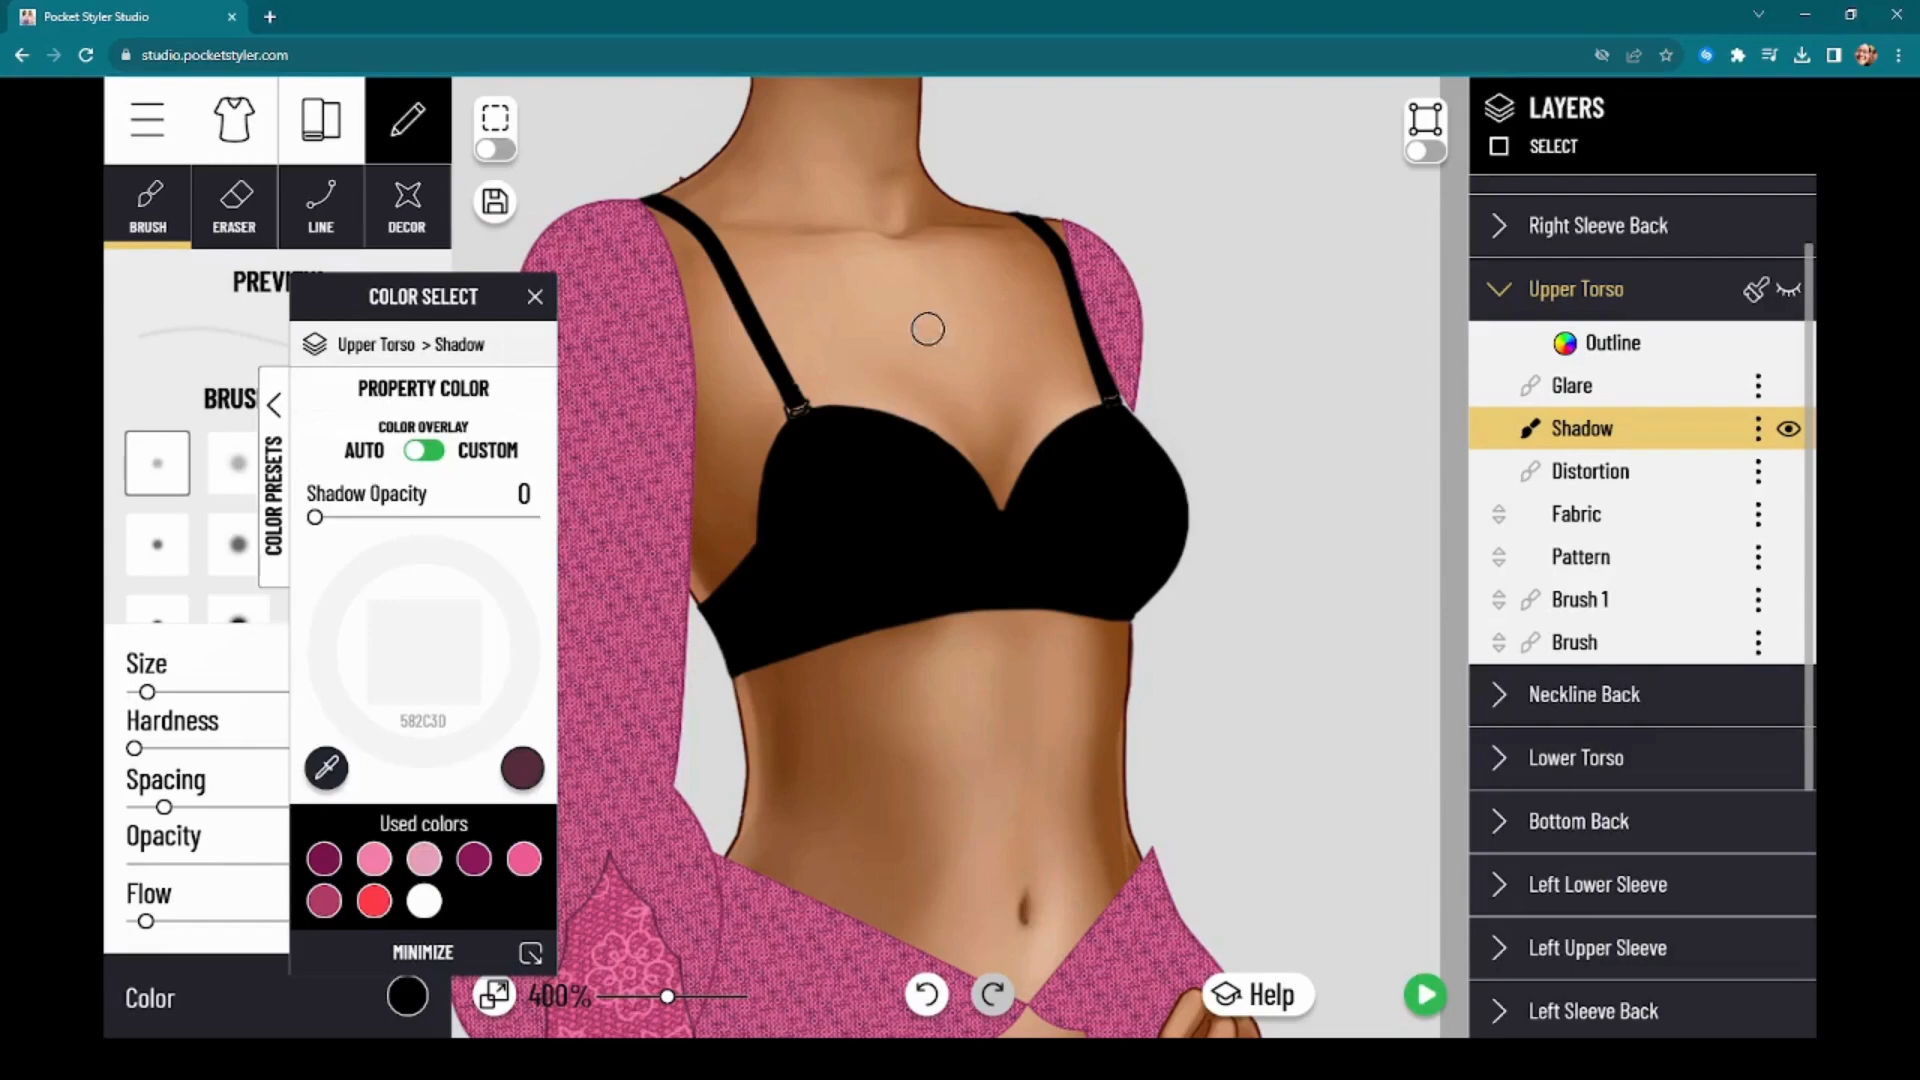 Pocket Styler Studio
studio.pocketstyler.com
BRUSH
ERASER
LINE
DECOR
PREVI
BRUS
Size
Hardness
Spacing
Opacity
Flow
Color
COLOR PRESETS
COLOR SELECT
Upper Torso > Shadow
PROPERTY COLOR
COLOR OVERLAY
AUTO CUSTOM
Shadow Opacity 0
582C3D
Used colors
MINIMIZE
400%
Help
LAYERS
SELECT
Right Sleeve Back
Upper Torso
Outline
Glare
Shadow
Distortion
Fabric
Pattern
Brush 1
Brush
Neckline Back
Lower Torso
Bottom Back
Left Lower Sleeve
Left Upper Sleeve
Left Sleeve Back